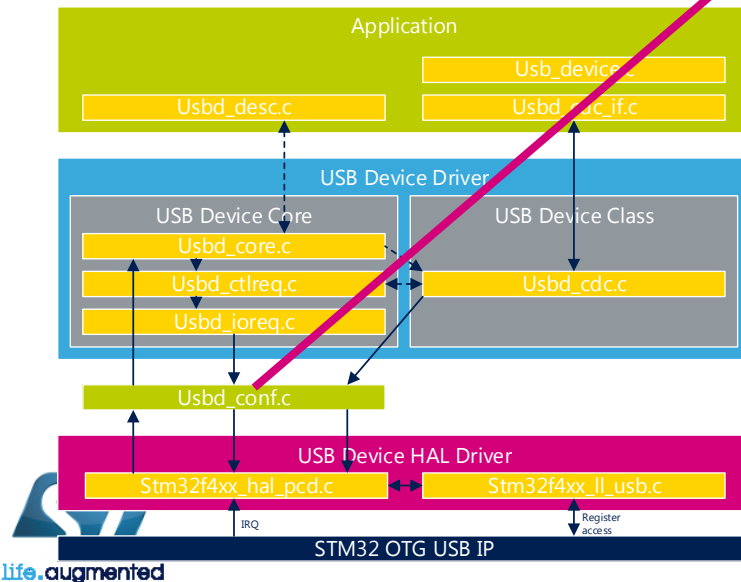 Application
Usb_device.c
Usbd_desc.c
Usbd_cdc_if.c
USB Device Driver
USB Device Core
USB Device Class
Usbd_core.c
Usbd_ctlreq.c
Usbd_cdc.c
Usbd_ioreq.c
Usbd_conf.c
USB Device HAL Driver
Stm32f4xx_hal_pcd.c
Stm32f4xx_ll_usb.c
IRQ
Register
access
STM32 OTG USB IP
life.augmented